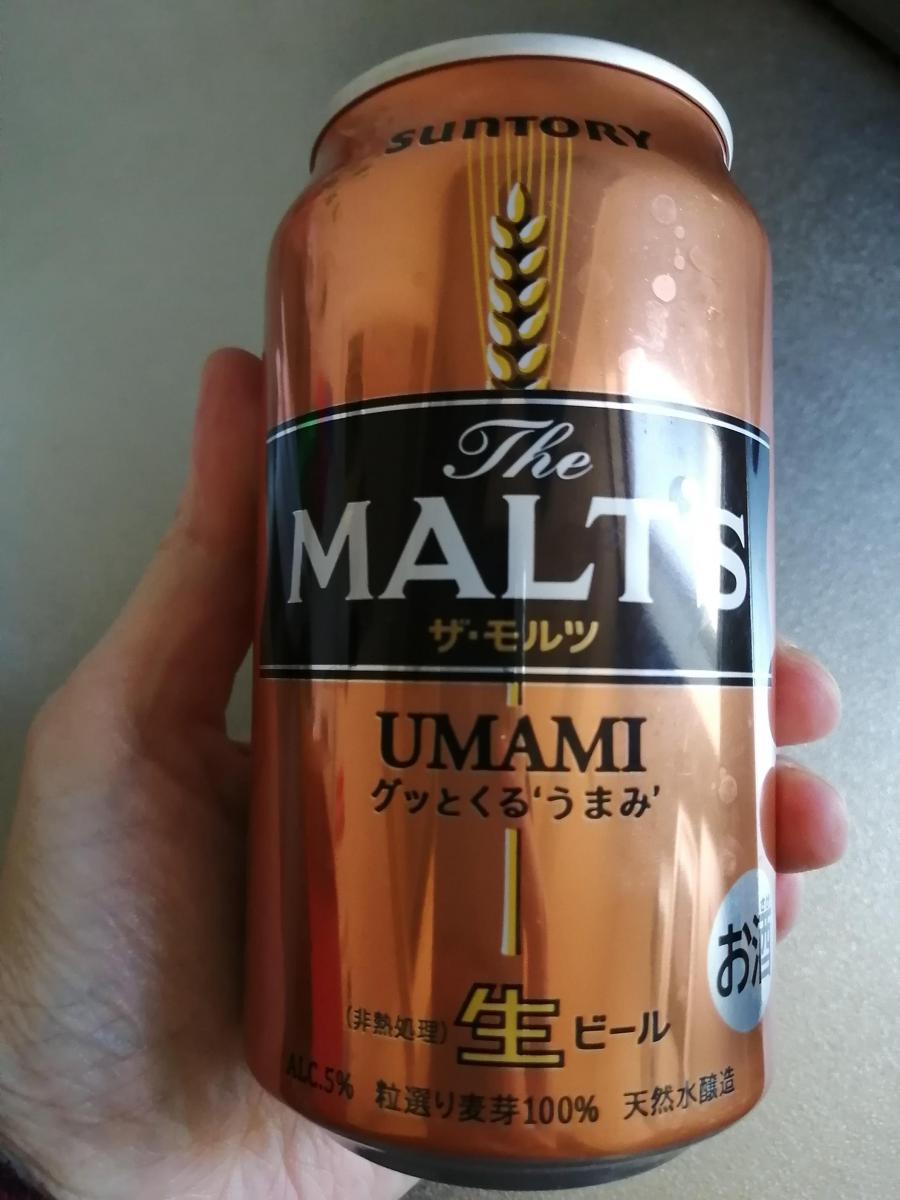 SUNTORY
The
MALT'S
ザ・モルツ
UMAMI
グッとくる‘うまみ’
お酒
(非熱処理) 生 ビール
ALC.5% 粒選り麦芽100% 天然水醸造